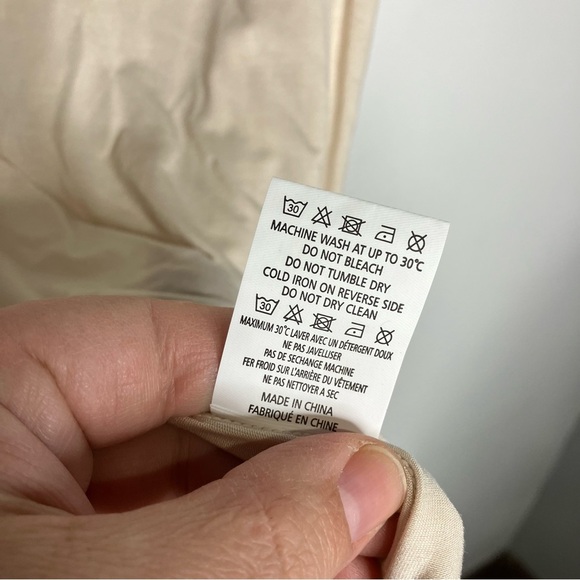 30
MACHINE WASH AT UP TO 30℃
DO NOT BLEACH
DO NOT TUMBLE DRY
COLD IRON ON REVERSE SIDE
DO NOT DRY CLEAN
30
MAXIMUM 30℃ LAVER AVEC UN DÉTERGENT DOUX
NE PAS JAVELLISER
PAS DE SECHANGE MACHINE
FER FROID SUR L'ARRIÈRE DU VÊTEMENT
NE PAS NETTOYER À SEC
MADE IN CHINA
FABRIQUÉ EN CHINE